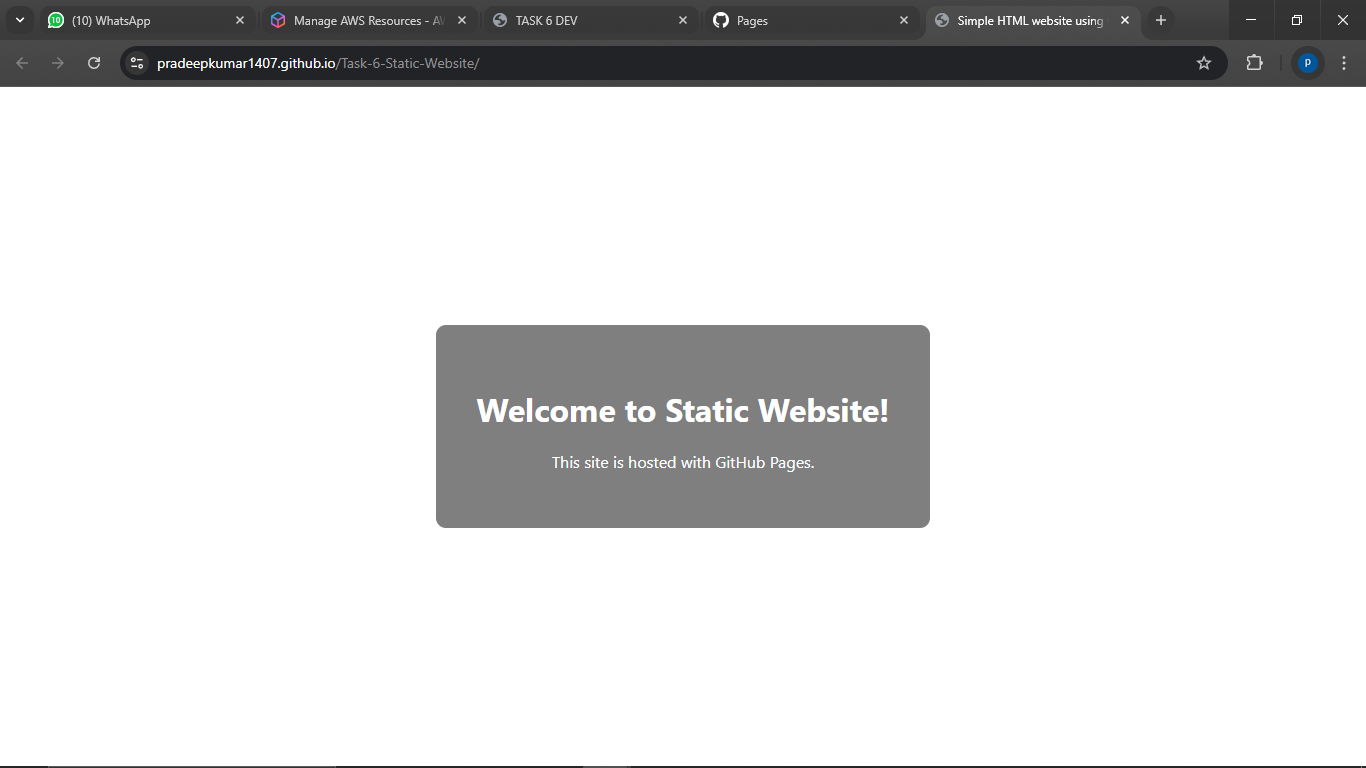 (10) WhatsApp
Manage AWS Resources - AW
TASK 6 DEV
Pages
Simple HTML website using
pradeepkumar1407.github.io/Task-6-Static-Website/
p
Welcome to Static Website!
This site is hosted with GitHub Pages.